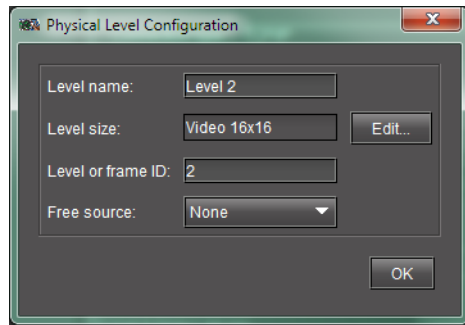 Physical Level Configuration
Level name: Level 2
Level size: Video 16x16 Edit...
Level or frame ID: 2
Free source: None
OK